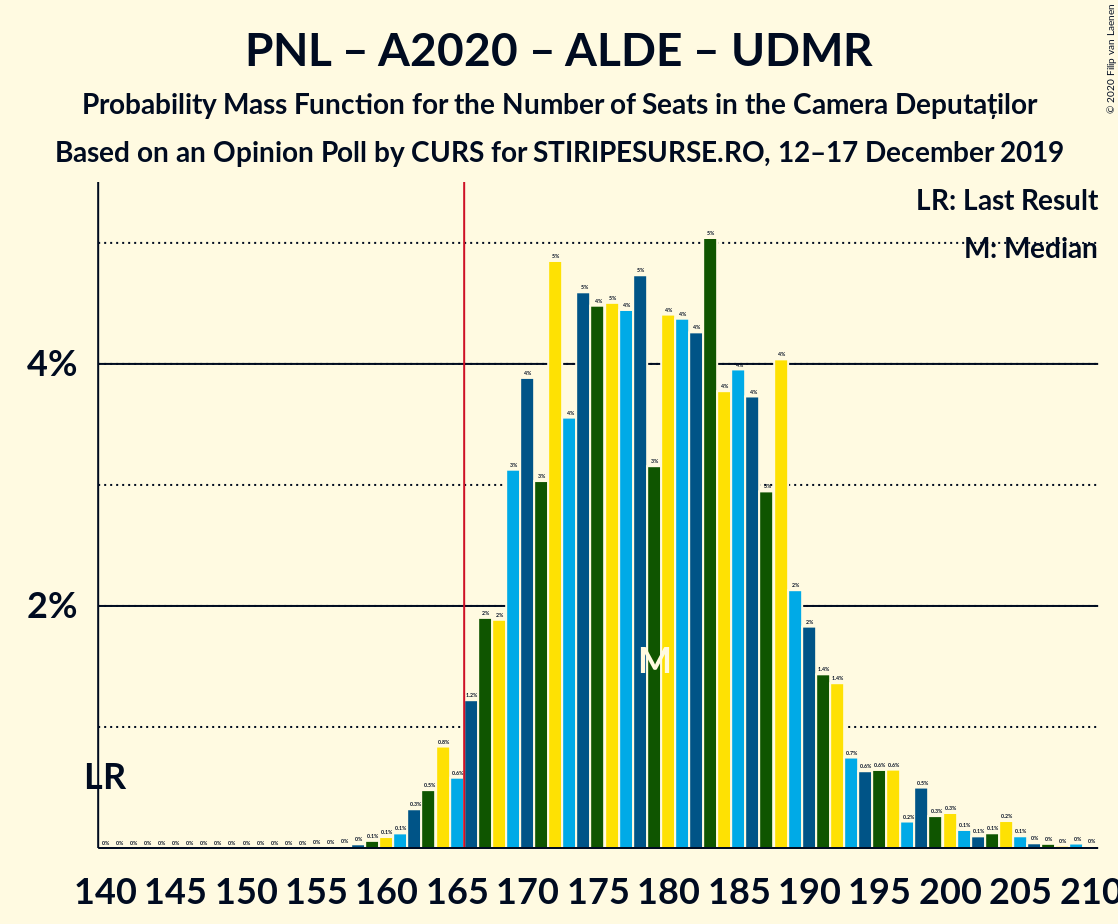 PNL – A2020 – ALDE – UDMR
Probability Mass Function for the Number of Seats in the Camera Deputaților
Based on an Opinion Poll by CURS for STIRIPESURSE.RO, 12–17 December 2019
© 2020 Filip van Laenen
LR: Last Result
M: Median
4%
2%
LR
M
140 145 150 155 160 165 170 175 180 185 190 195 200 205 210